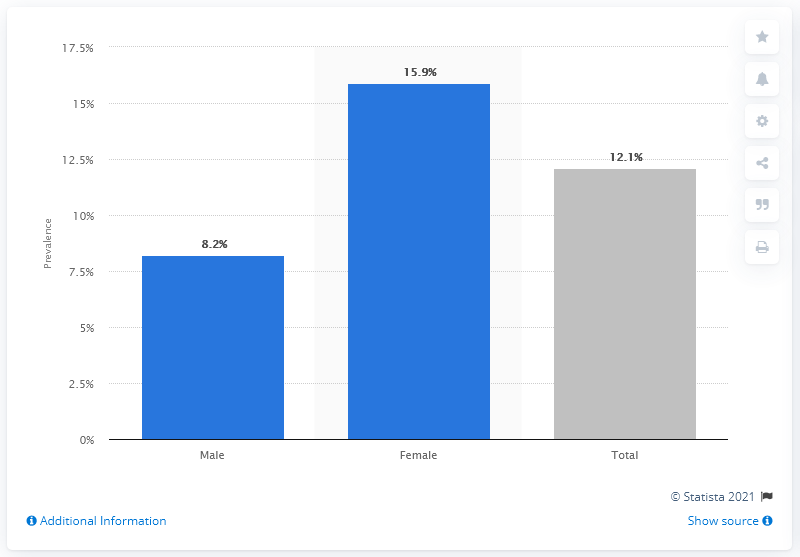 17.5%
15%
12.5%
10%
7.5%
5%
2.5%
0%
Prevalence
8.2%
15.9%
12.1%
Male Female Total
© Statista 2021
Additional Information Show source